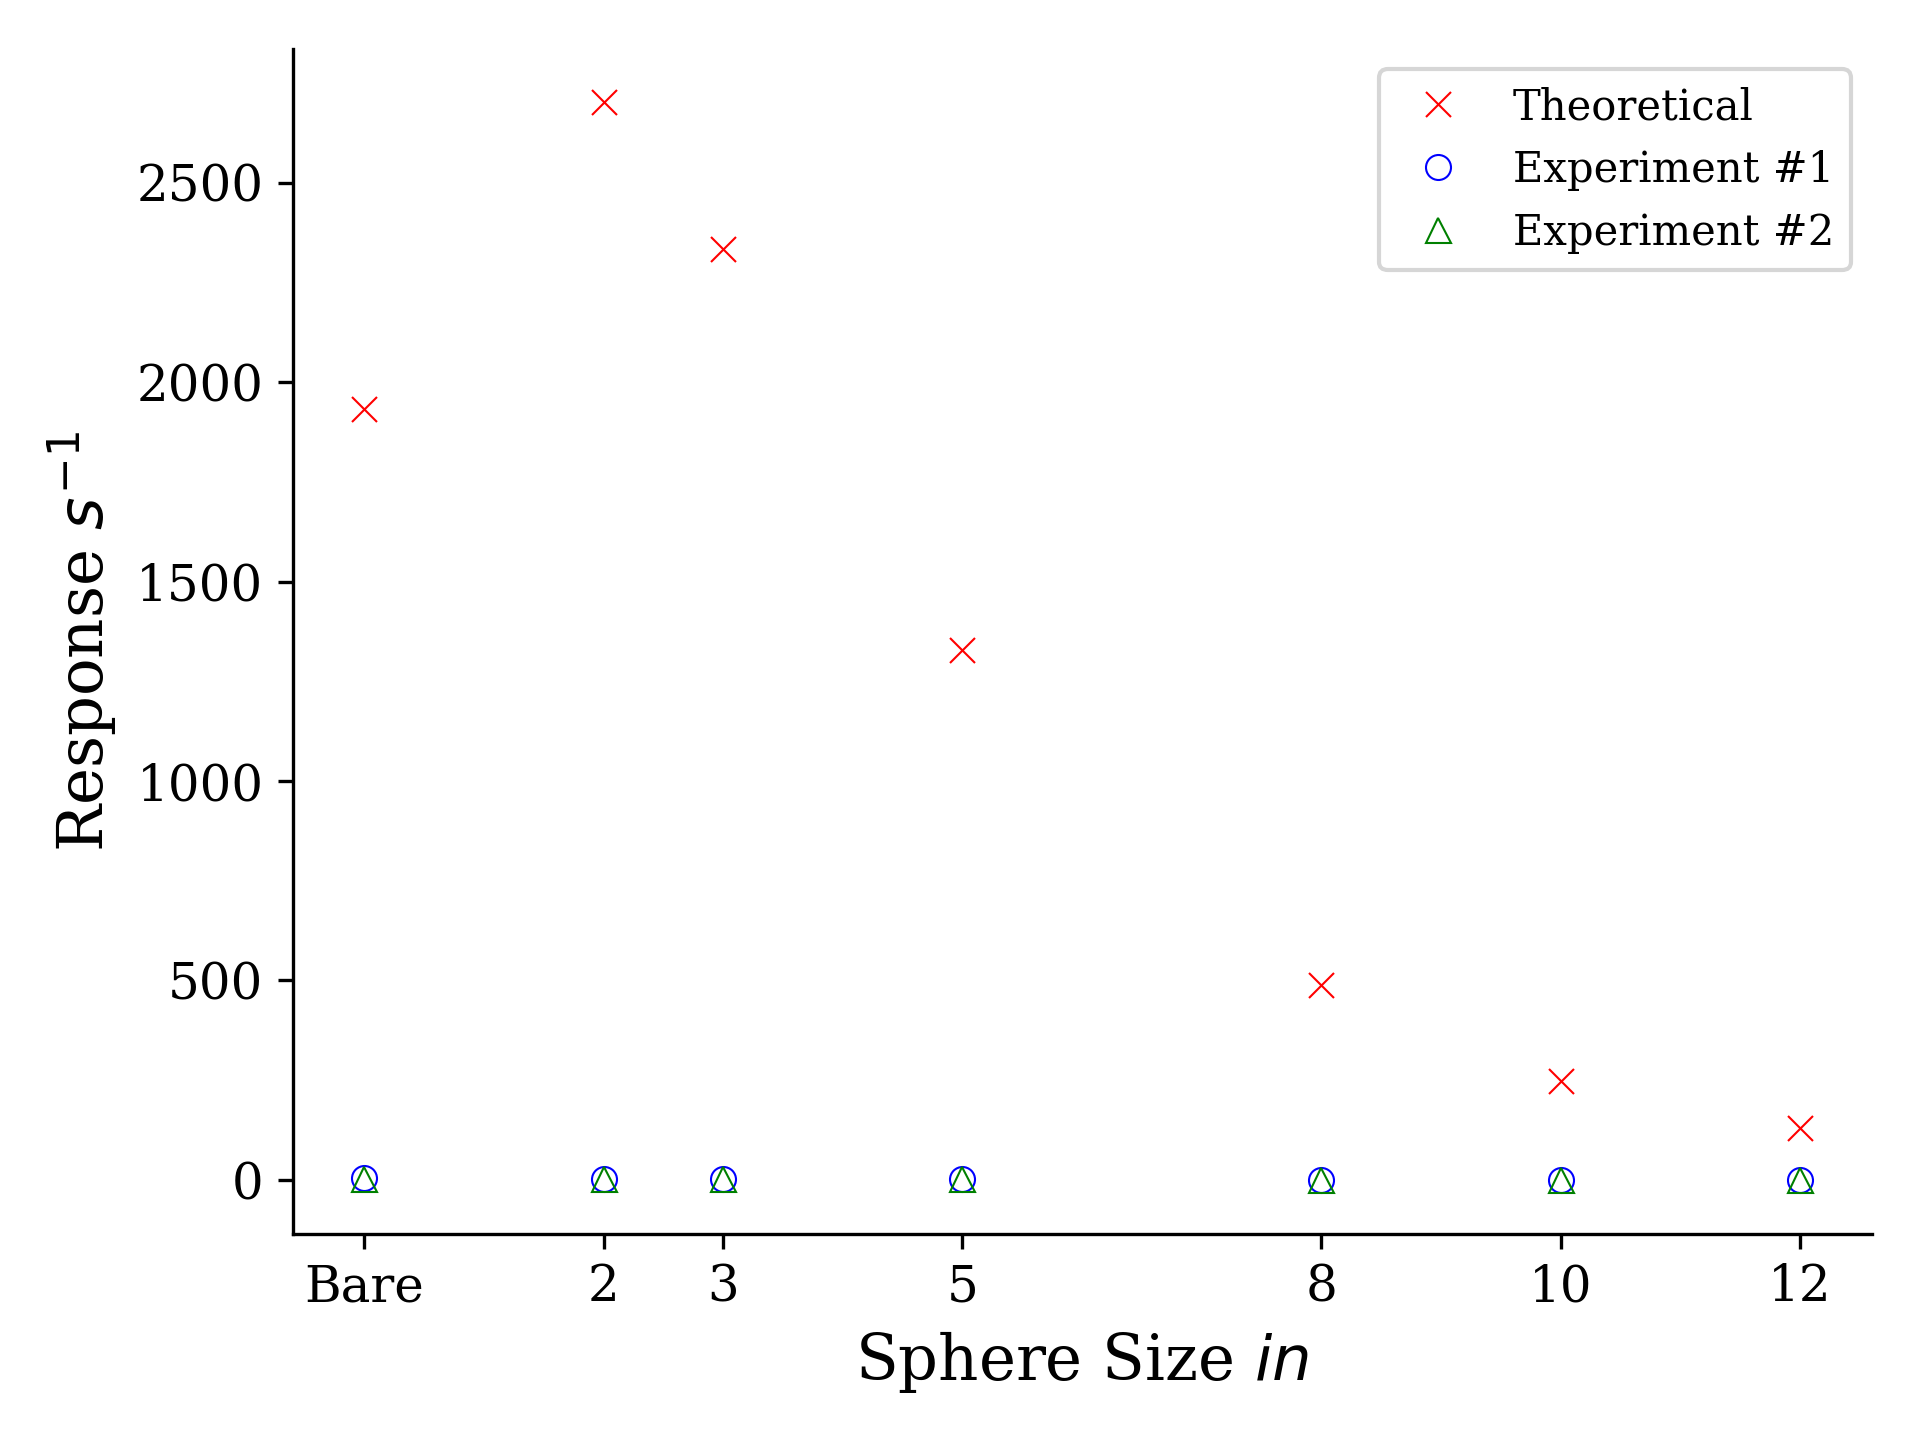 Theoretical
Experiment #1
Experiment #2
2500
2000
1500
1000
500
0
Response s⁻¹
Bare 2 3 5 8 10 12
Sphere Size in